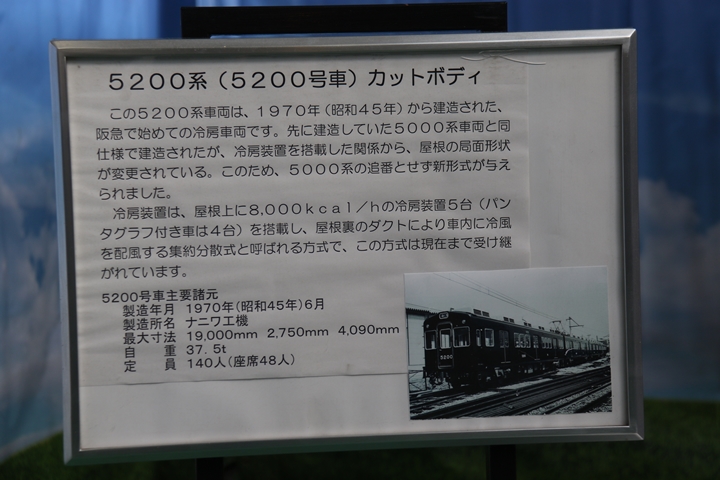 ５２００系（５２００号車）カットボディ
この５２００系車両は、１９７０年（昭和４５年）から建造された、
阪急で始めての冷房車両です。先に建造していた５０００系車両と同
仕様で建造されたが、冷房装置を搭載した関係から、屋根の局面形状
が変更されている。このため、５０００系の追番とせず新形式が与え
られました。
冷房装置は、屋根上に８,０００ｋｃａｌ／ｈの冷房装置５台（パン
タグラフ付き車は４台）を搭載し、屋根裏のダクトにより車内に冷風
を配風する集約分散式と呼ばれる方式で、この方式は現在まで受け継
がれています。
5200号車主要諸元
製造年月 1970年(昭和45年)6月
製造所名 ナニワ工機
最大寸法 19,000mm 2,750mm 4,090mm
自　重 37．5t
定　員 140人(座席48人)
5200